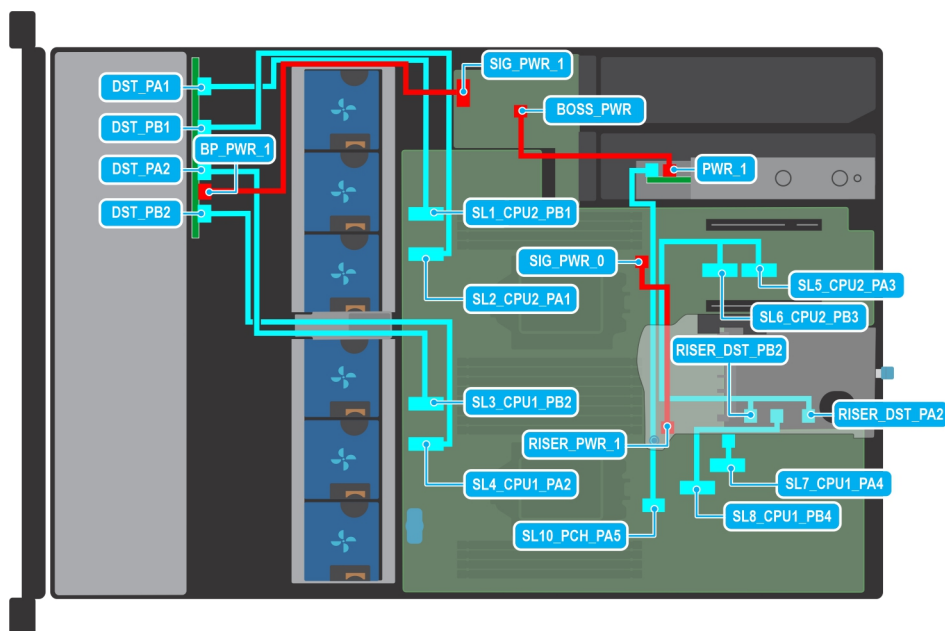 SIG_PWR_1
DST_PA1
BOSS_PWR
DST_PB1
BP_PWR_1
DST_PA2
PWR_1
DST_PB2
SL1_CPU2_PB1
SIG_PWR_0
SL5_CPU2_PA3
SL2_CPU2_PA1
SL6_CPU2_PB3
RISER_DST_PB2
SL3_CPU1_PB2
RISER_DST_PA2
RISER_PWR_1
SL4_CPU1_PA2
SL7_CPU1_PA4
SL8_CPU1_PB4
SL10_PCH_PA5